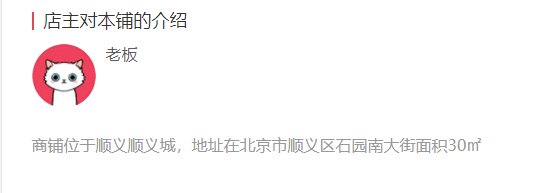 店主对本铺的介绍
老板
商铺位于顺义顺义城，地址在北京市顺义区石园南大街面积30㎡